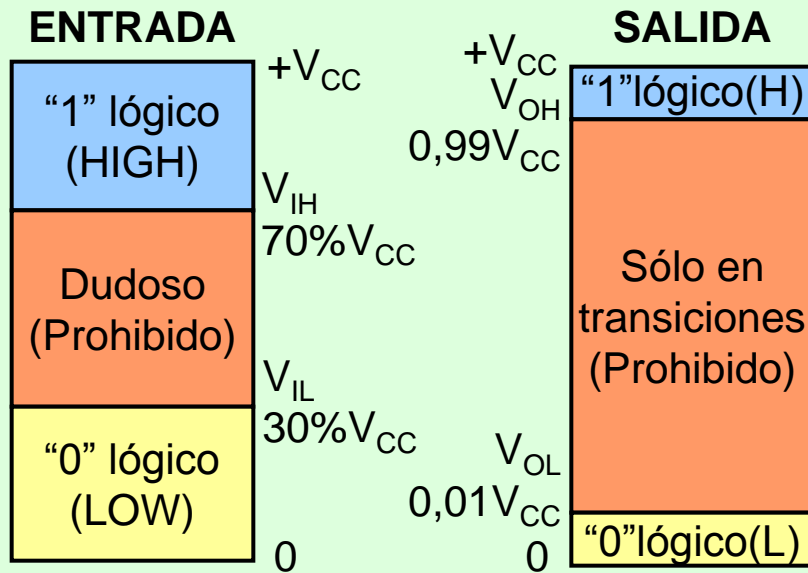 ENTRADA
“1” lógico
(HIGH)
Dudoso
(Prohibido)
“0” lógico
(LOW)
+VCC
VIH
70%VCC
VIL
30%VCC
0
SALIDA
+VCC
VOH
0,99VCC
VOL
0,01VCC
0
“1”lógico(H)
Sólo en
transiciones
(Prohibido)
“0”lógico(L)